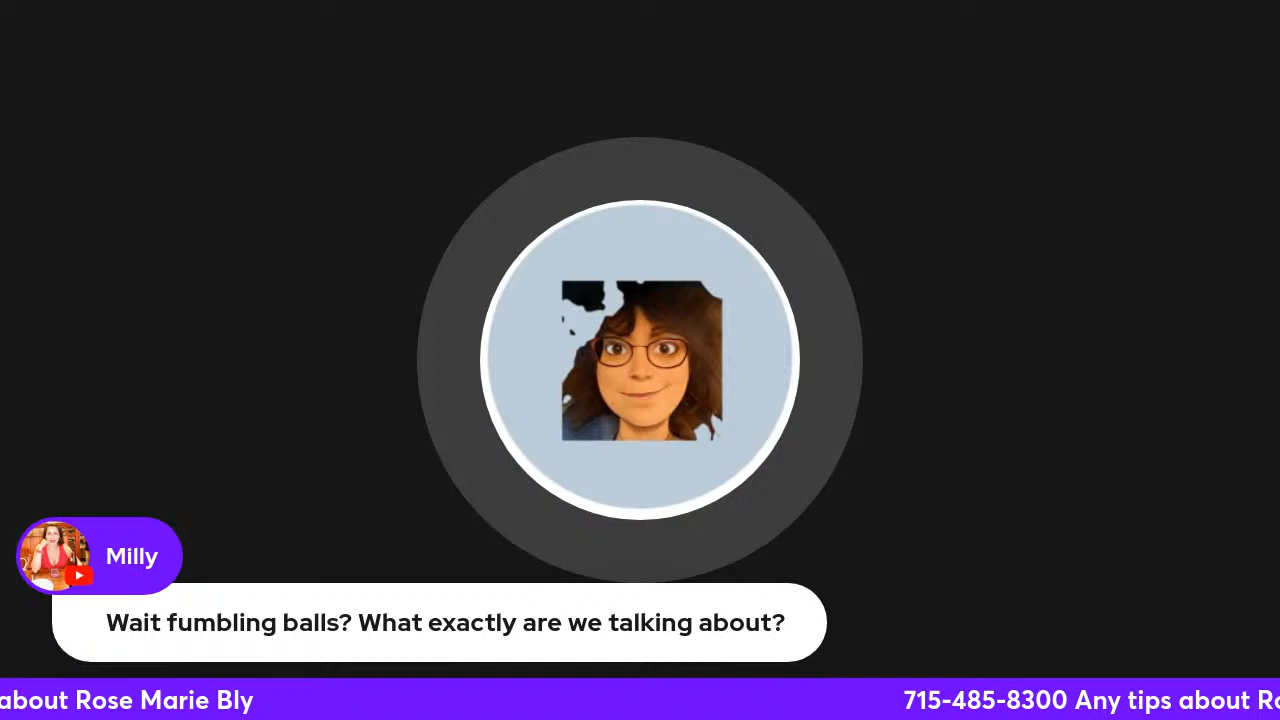 Milly
Wait fumbling balls? What exactly are we talking about?
about Rose Marie Bly 715-485-8300 Any tips about Ro